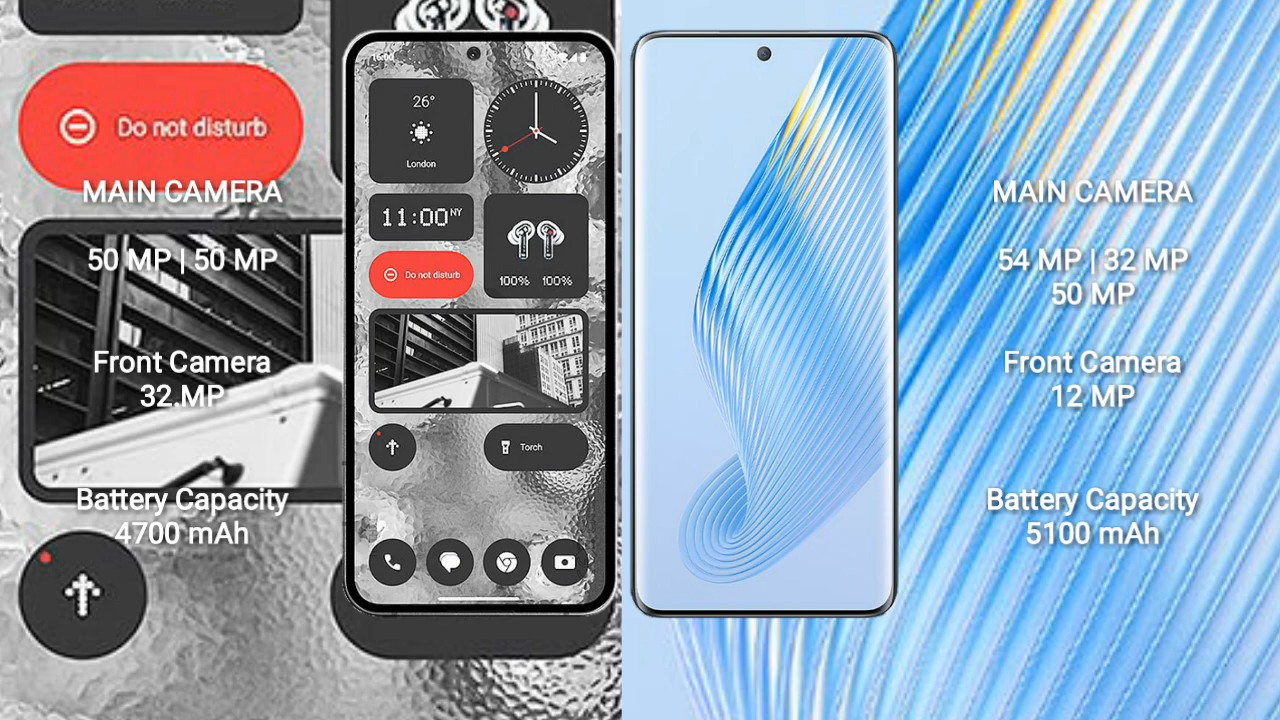 Do not disturb
MAIN CAMERA
50 MP | 50 MP
Front Camera
32 MP
Battery Capacity
4700 mAh
16:00
26°
London
11:00 NY
100% 100%
Do not disturb
Torch
MAIN CAMERA
54 MP | 32 MP
50 MP
Front Camera
12 MP
Battery Capacity
5100 mAh